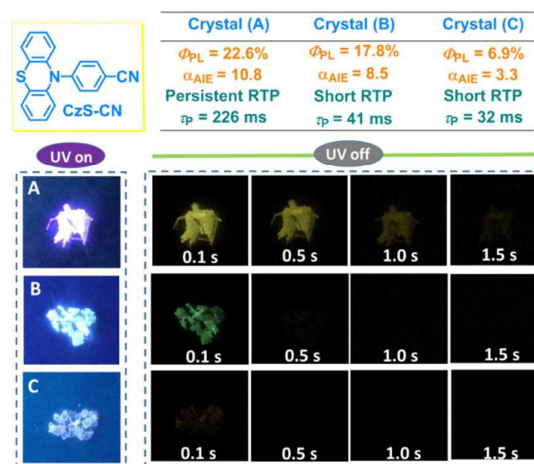 S
N
CN
CzS-CN
Crystal (A) Crystal (B) Crystal (C)
ΦPL = 22.6% ΦPL = 17.8% ΦPL = 6.9%
αAIE = 10.8 αAIE = 8.5 αAIE = 3.3
Persistent RTP Short RTP Short RTP
τP = 226 ms τP = 41 ms τP = 32 ms
UV on UV off
A
0.1 s 0.5 s 1.0 s 1.5 s
B
0.1 s 0.5 s 1.0 s 1.5 s
C
0.1 s 0.5 s 1.0 s 1.5 s